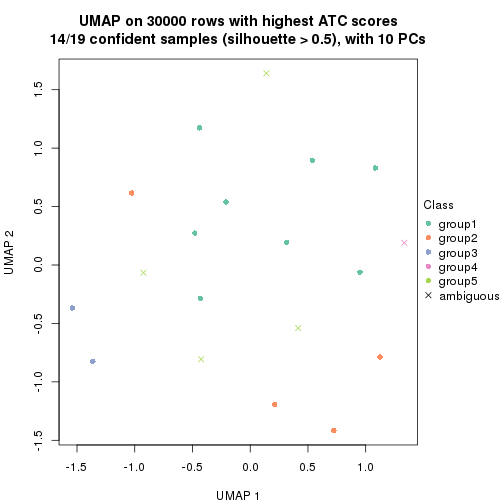 UMAP on 30000 rows with highest ATC scores
14/19 confident samples (silhouette > 0.5), with 10 PCs
1.5
1.0
0.5
0.0
-0.5
-1.0
-1.5
UMAP 2
-1.5
-1.0
-0.5
0.0
0.5
1.0
UMAP 1
Class
group1
group2
group3
group4
group5
ambiguous